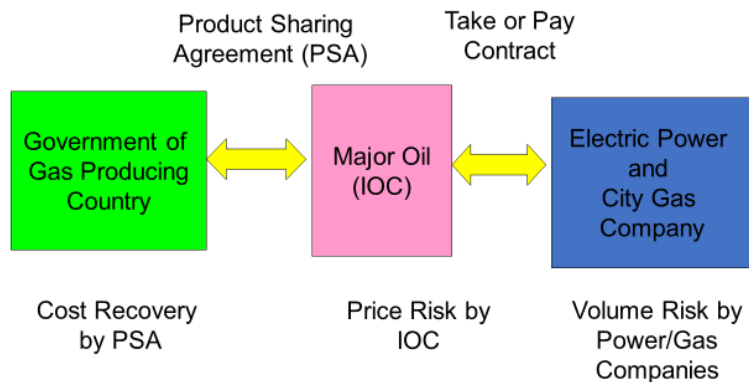 Product Sharing
Agreement (PSA)
Take or Pay
Contract
Government of
Gas Producing
Country
Major Oil
(IOC)
Electric Power
and
City Gas
Company
Cost Recovery
by PSA
Price Risk by
IOC
Volume Risk by
Power/Gas
Companies